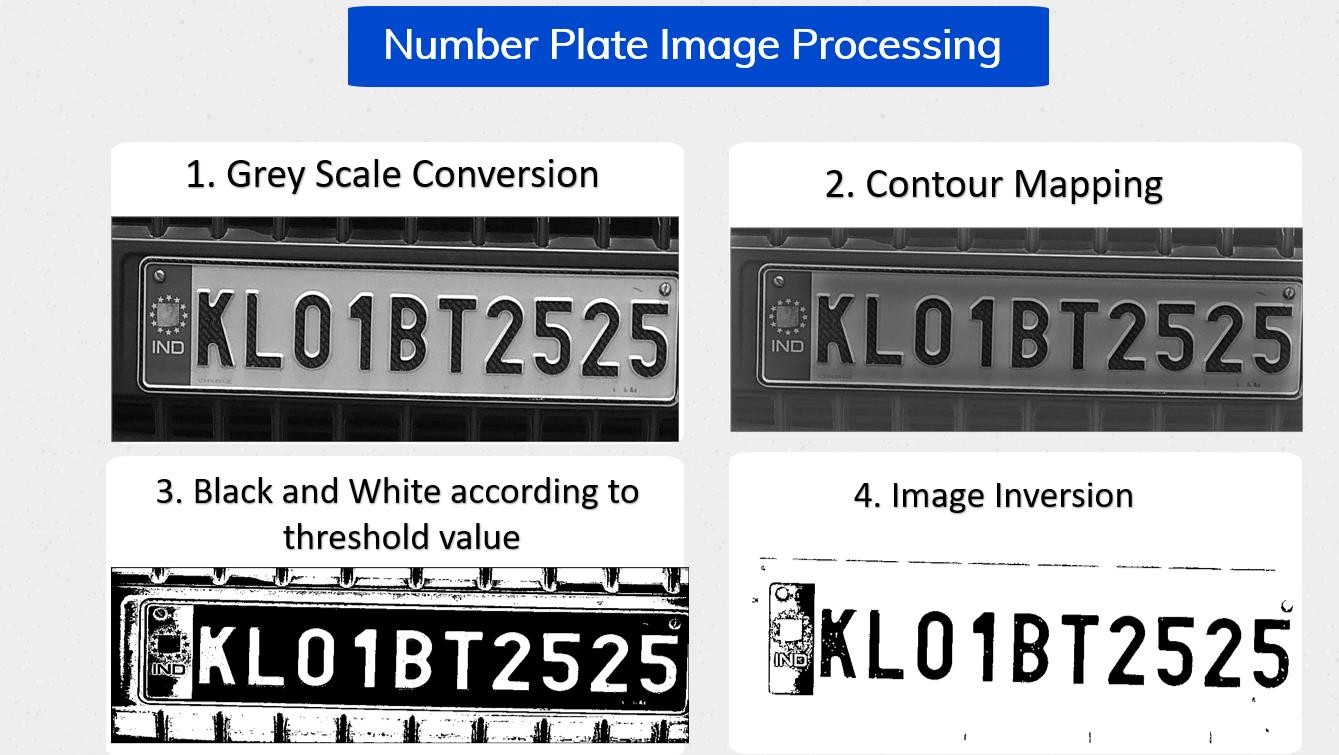 Number Plate Image Processing
1. Grey Scale Conversion
IND
KL01BT2525
2. Contour Mapping
IND
KL01BT2525
3. Black and White according to
threshold value
IND
KL01BT2525
4. Image Inversion
IND
KL01BT2525